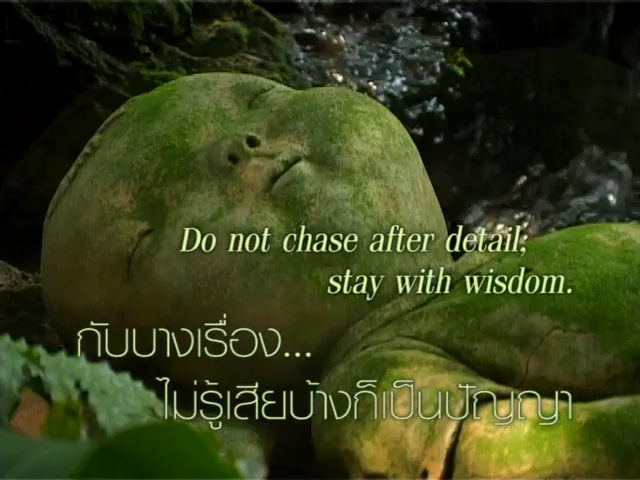 Do not chase after detail;
stay with wisdom.
กับบางเรื่อง...
ไม่รู้เสียบ้างก็เป็นปัญญา